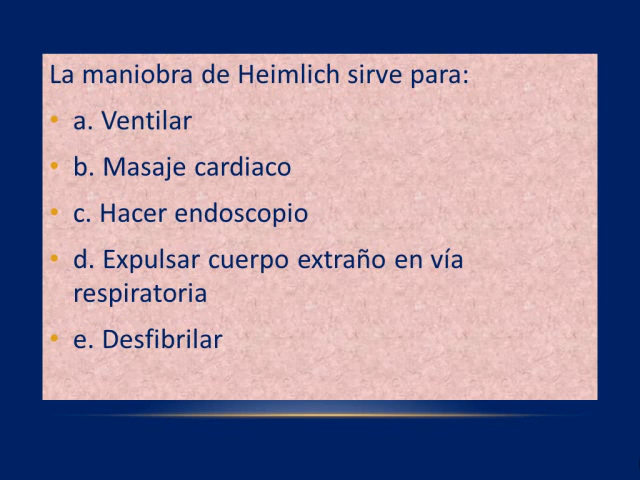 La maniobra de Heimlich sirve para:
• a. Ventilar
• b. Masaje cardiaco
• c. Hacer endoscopio
• d. Expulsar cuerpo extraño en vía
respiratoria
• e. Desfibrilar